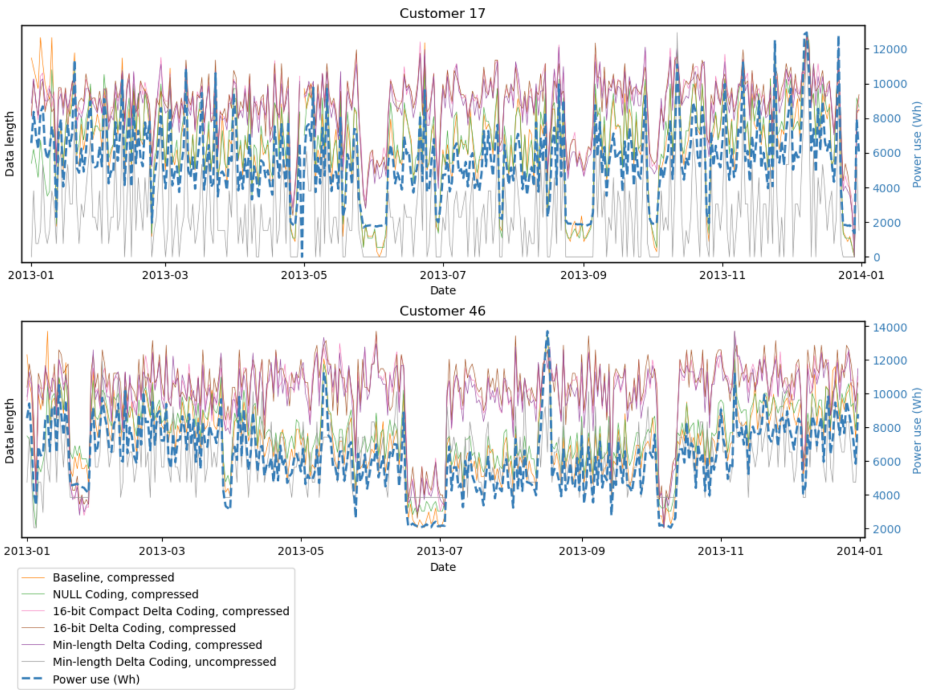 Customer 17
12000
10000
8000
6000
4000
2000
0
Data length
Power use (Wh)
2013-01 2013-03 2013-05 2013-07 2013-09 2013-11 2014-01
Date
Customer 46
14000
12000
10000
8000
6000
4000
2000
Data length
Power use (Wh)
2013-01 2013-03 2013-05 2013-07 2013-09 2013-11 2014-01
Date
Baseline, compressed
NULL Coding, compressed
16-bit Compact Delta Coding, compressed
16-bit Delta Coding, compressed
Min-length Delta Coding, compressed
Min-length Delta Coding, uncompressed
Power use (Wh)